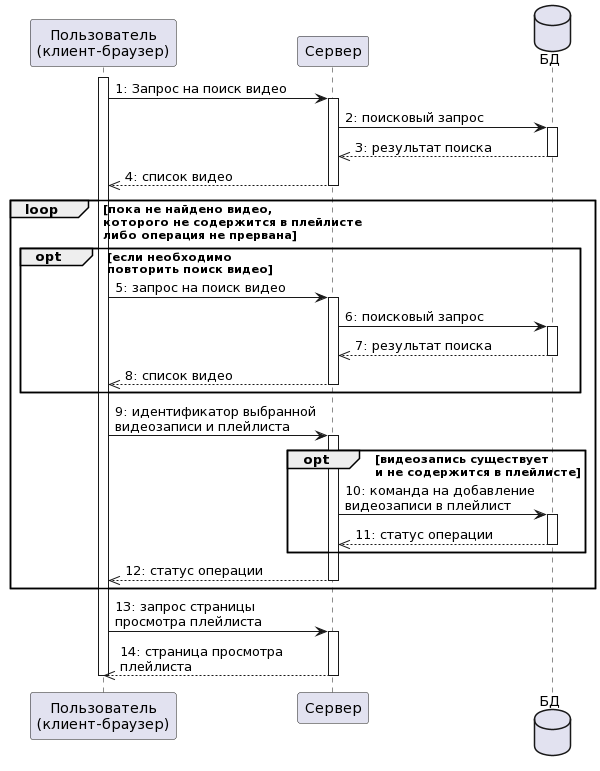 Пользователь
(клиент-браузер)
Сервер
БД
1: Запрос на поиск видео
2: поисковый запрос
3: результат поиска
4: список видео
loop
[пока не найдено видео,
которого не содержится в плейлисте
либо операция не прервана]
opt
[если необходимо
повторить поиск видео]
5: запрос на поиск видео
6: поисковый запрос
7: результат поиска
8: список видео
9: идентификатор выбранной
видеозаписи и плейлиста
opt
[видеозапись существует
и не содержится в плейлисте]
10: команда на добавление
видеозаписи в плейлист
11: статус операции
12: статус операции
13: запрос страницы
просмотра плейлиста
14: страница просмотра
плейлиста
Пользователь
(клиент-браузер)
Сервер
БД